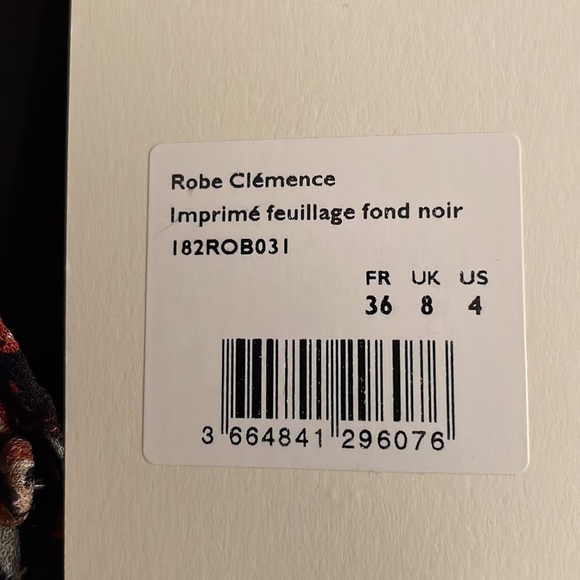 Robe Clémence
Imprimé feuillage fond noir
182ROB031
FR UK US
36 8 4
3 664841 296076